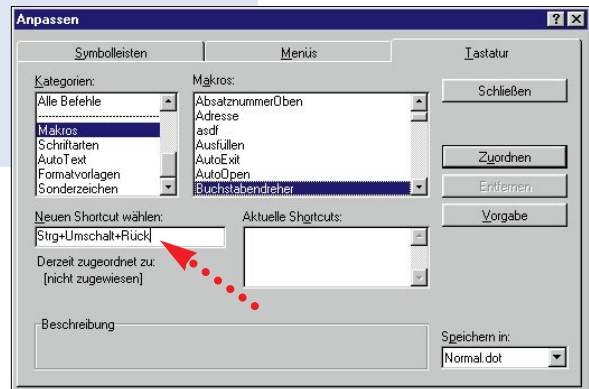 Anpassen
Symbolleisten
Menüs
Tastatur
Kategorien:
Makros:
Alle Befehle
Makros
Schriftarten
AutoText
Formatvorlagen
Sonderzeichen
AbsatznummerOben
Adresse
asdf
Ausfüllen
AutoExit
AutoOpen
Buchstabendreher
Schließen
Zuordnen
Entfernen
Vorgabe
Neuen Shortcut wählen:
Aktuelle Shortcuts:
Strg+Umschalt+Rück
Derzeit zugeordnet zu:
[nicht zugewiesen]
Beschreibung
Speichern in:
Normal.dot